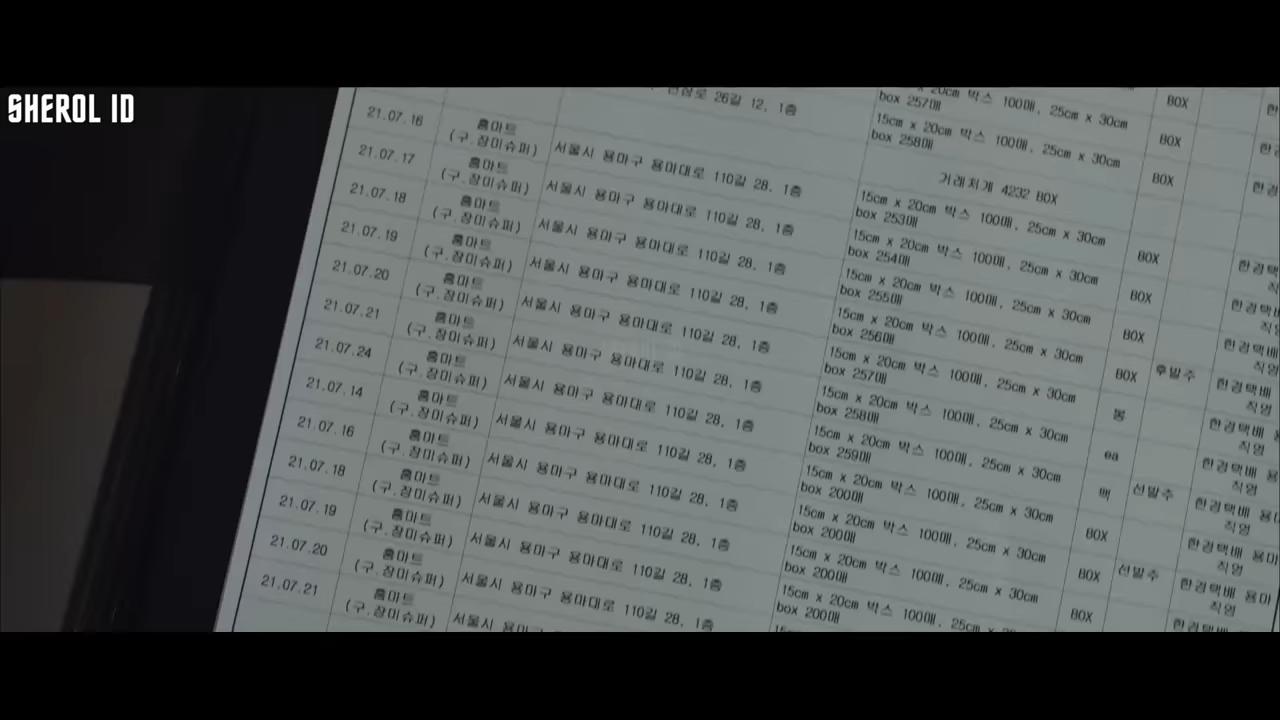 SHEROL ID
26길 12, 1층
20cm 박스 100매, 25cm x 30cm
box 257매
BOX
21.07.16
홈마트
(구.장미슈퍼)
15cm x 20cm 박스 100매, 25cm x 30cm
box 258매
BOX
21.07.17
홈마트
(구.장미슈퍼)
서울시 용마구 용마대로 110길 28, 1층
거래처계 4232 BOX
BOX
21.07.18
홈마트
(구.장미슈퍼)
서울시 용마구 용마대로 110길 28, 1층
15cm x 20cm 박스 100매, 25cm x 30cm
box 253매
BOX
21.07.19
홈마트
(구.장미슈퍼)
서울시 용마구 용마대로 110길 28, 1층
15cm x 20cm 박스 100매, 25cm x 30cm
box 254매
BOX
한경택배
21.07.20
홈마트
(구.장미슈퍼)
서울시 용마구 용마대로 110길 28, 1층
15cm x 20cm 박스 100매, 25cm x 30cm
box 255매
BOX
한경택배
21.07.21
홈마트
(구.장미슈퍼)
서울시 용마구 용마대로 110길 28, 1층
15cm x 20cm 박스 100매, 25cm x 30cm
box 256매
BOX
후발주
한경택배
직영
21.07.24
홈마트
(구.장미슈퍼)
서울시 용마구 용마대로 110길 28, 1층
15cm x 20cm 박스 100매, 25cm x 30cm
box 257매
봉
한경택배
직영
21.07.14
홈마트
(구.장미슈퍼)
서울시 용마구 용마대로 110길 28, 1층
15cm x 20cm 박스 100매, 25cm x 30cm
box 258매
ea
한경택배
직영
21.07.16
홈마트
(구.장미슈퍼)
서울시 용마구 용마대로 110길 28, 1층
15cm x 20cm 박스 100매, 25cm x 30cm
box 259매
팩
선발주
한경택배
직영
21.07.18
홈마트
(구.장미슈퍼)
서울시 용마구 용마대로 110길 28, 1층
15cm x 20cm 박스 100매, 25cm x 30cm
box 200매
BOX
한경택배
직영
21.07.19
홈마트
(구.장미슈퍼)
서울시 용마구 용마대로 110길 28, 1층
15cm x 20cm 박스 100매, 25cm x 30cm
box 200매
BOX
선발주
한경택배 용마
직영
21.07.20
홈마트
(구.장미슈퍼)
서울시 용마구 용마대로 110길 28, 1층
15cm x 20cm 박스 100매, 25cm x 30cm
box 200매
BOX
21.07.21
홈마트
(구.장미슈퍼)
서울시 용마구 용마대로 110길 28, 1층